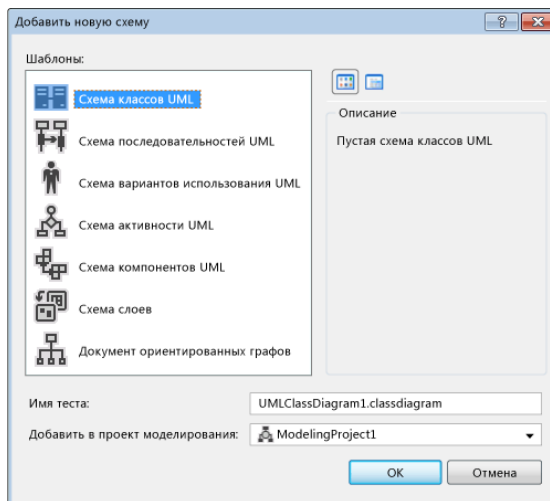 Добавить новую схему
Шаблоны:
Схема классов UML
Схема последовательностей UML
Схема вариантов использования UML
Схема активности UML
Схема компонентов UML
Схема слоев
Документ ориентированных графов
Описание
Пустая схема классов UML
Имя теста:
UMLClassDiagram1.classdiagram
Добавить в проект моделирования:
ModelingProject1
ОК
Отмена